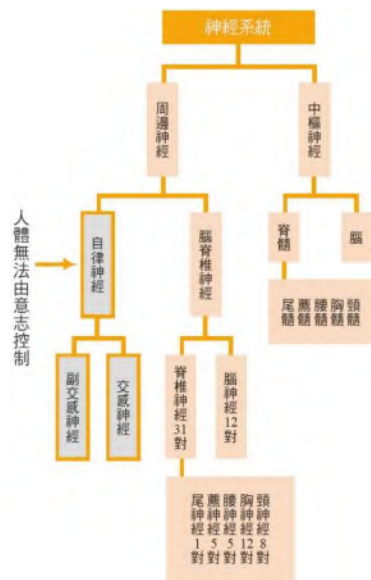 神經系統
中樞神經
周邊神經
腦
脊髓
頸髓
胸髓
腰髓
薦髓
尾髓
腦脊椎神經
自律神經
人體無法由意志控制
腦神經12對
脊椎神經31對
交感神經
副交感神經
頸神經8對
胸神經12對
腰神經5對
薦神經5對
尾神經1對